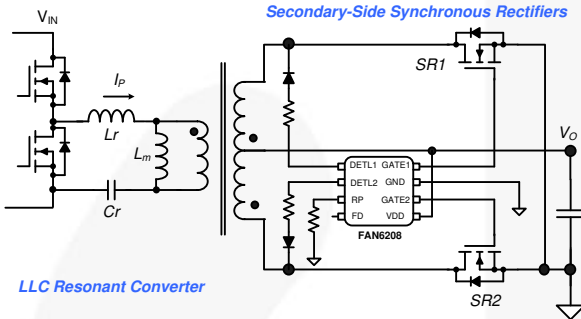 Secondary-Side Synchronous Rectifiers
VIN
IP
SR1
Lr
Lm
VO
DETL1 GATE1
DETL2 GND
RP GATE2
FD VDD
FAN6208
Cr
LLC Resonant Converter
SR2